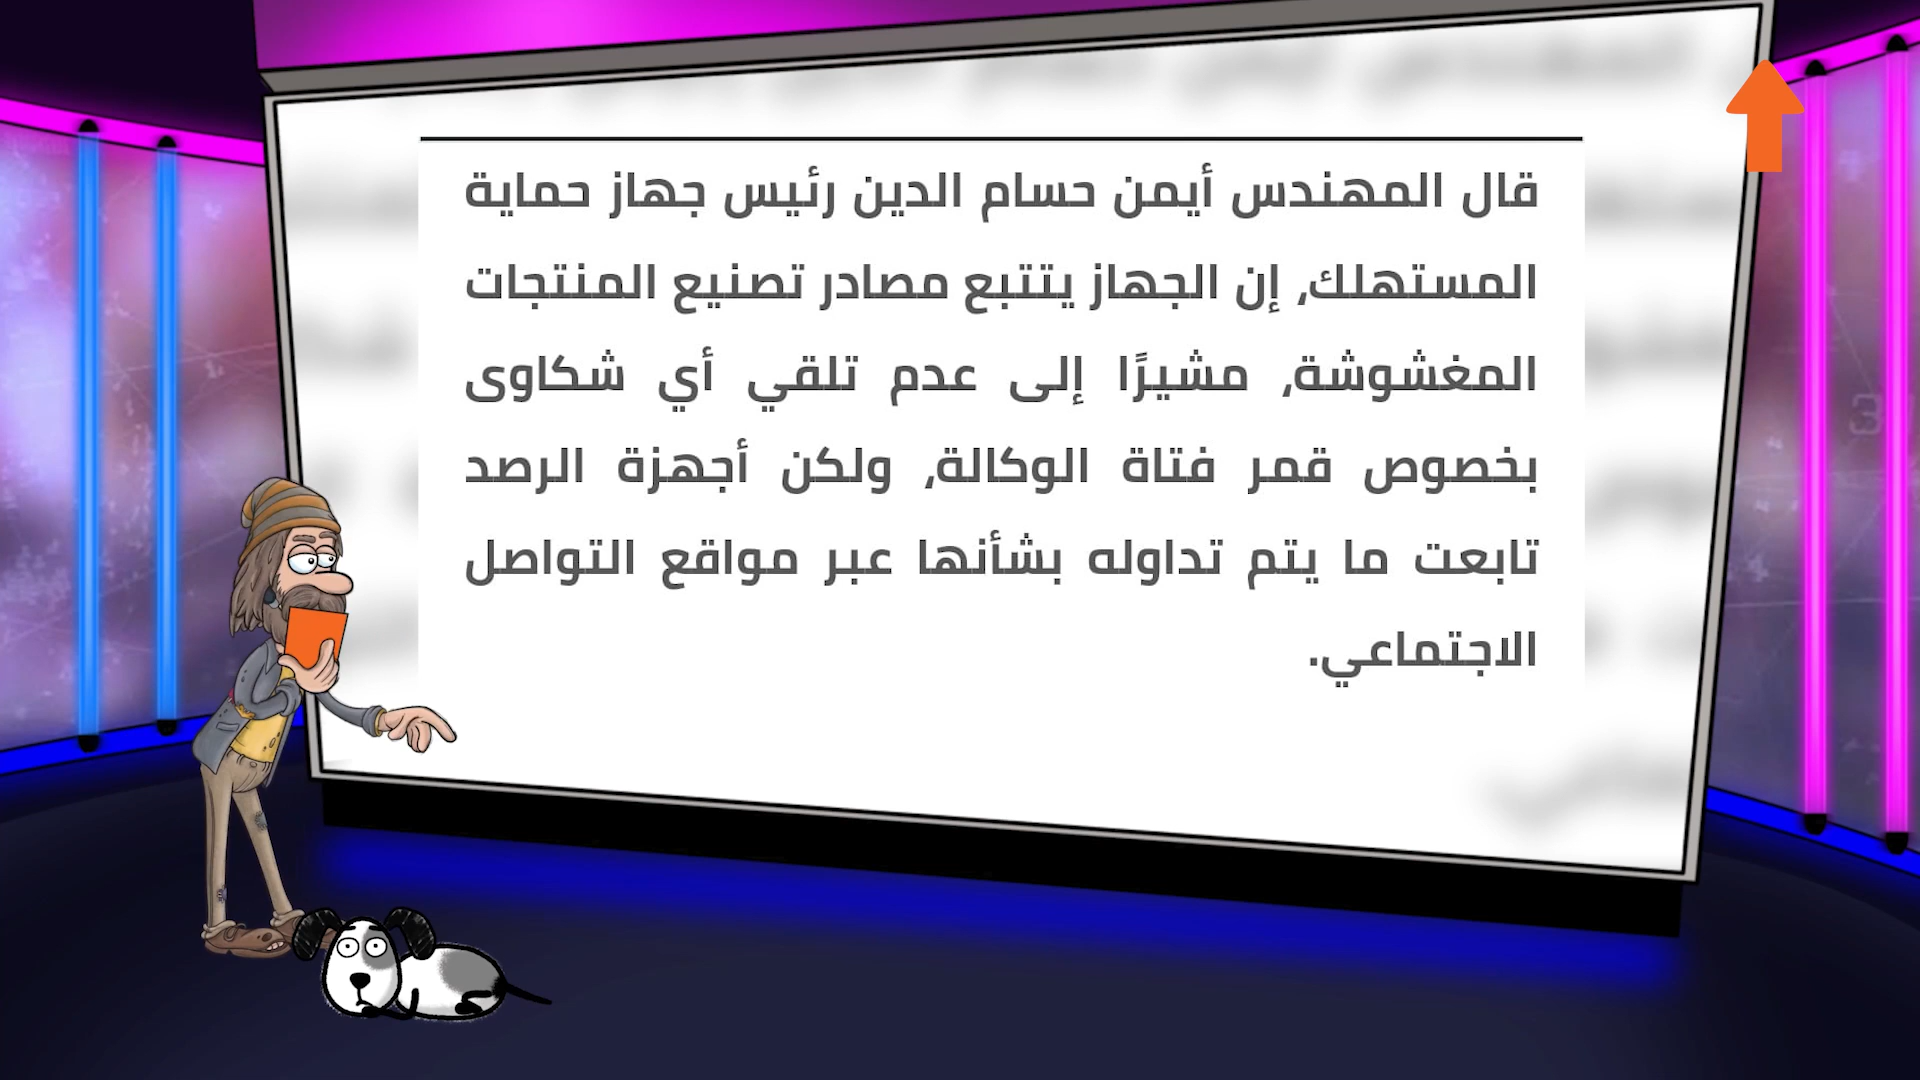 قال المهندس أيمن حسام الدين رئيس جهاز حماية
المستهلك، إن الجهاز يتتبع مصادر تصنيع المنتجات
المغشوشة، مشيرًا إلى عدم تلقي أي شكاوى
بخصوص قمر فتاة الوكالة، ولكن أجهزة الرصد
تابعت ما يتم تداوله بشأنها عبر مواقع التواصل
الاجتماعي.